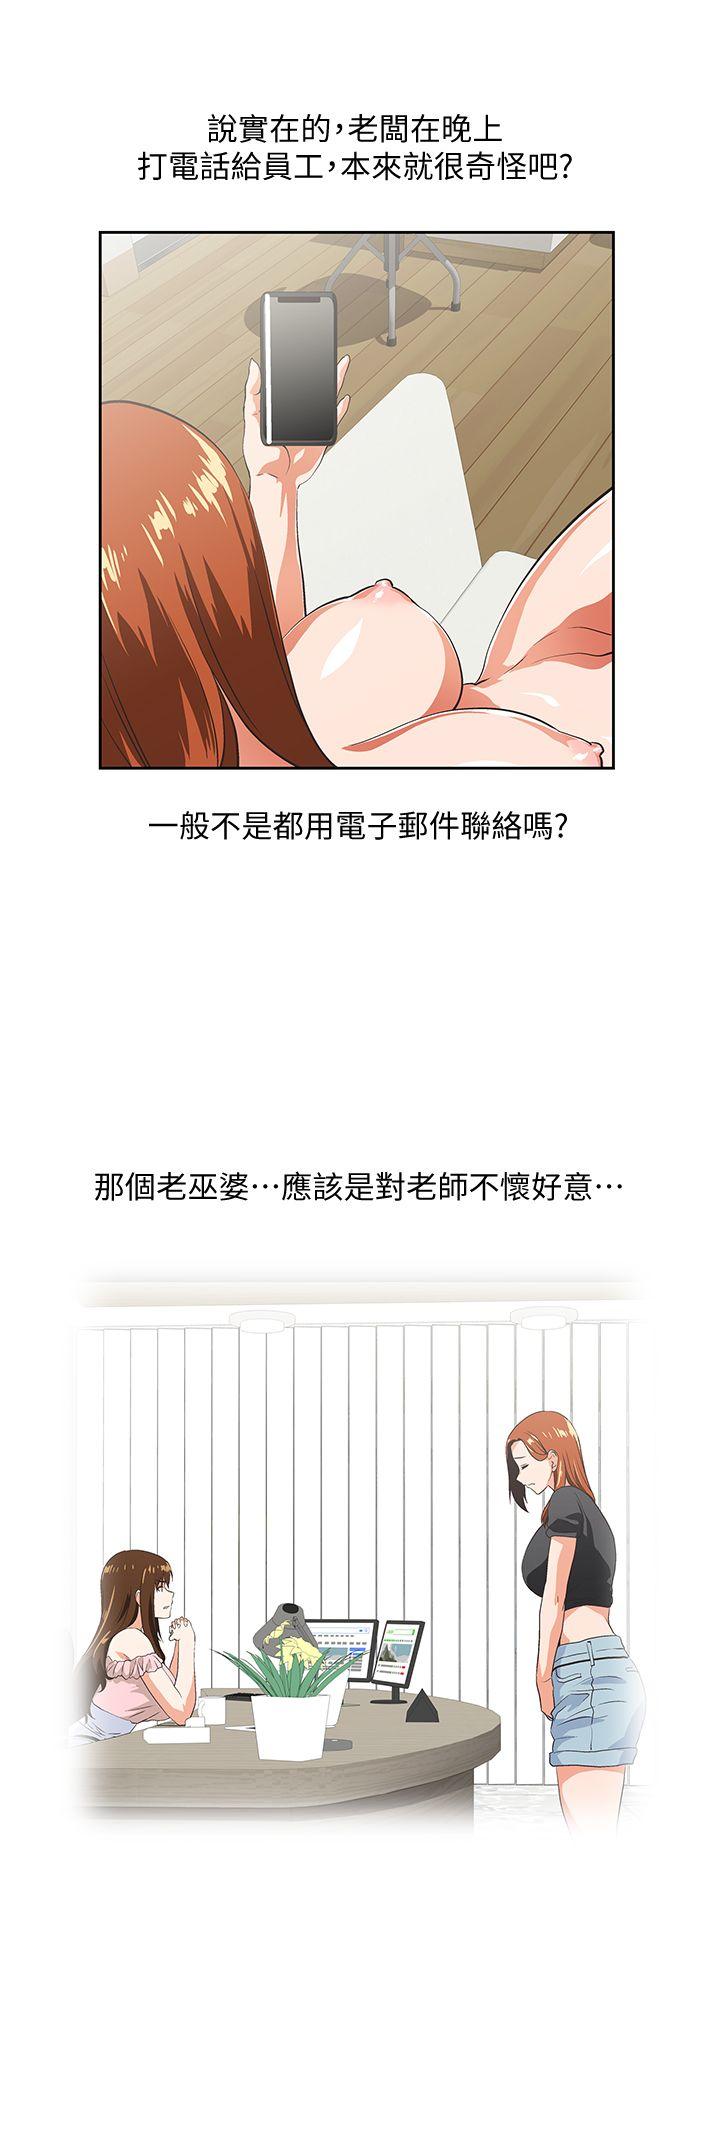 說實在的，老闆在晚上
打電話給員工，本來就很奇怪吧?
一般不是都用電子郵件聯絡嗎?
那個老巫婆⋯應該是對老師不懷好意⋯